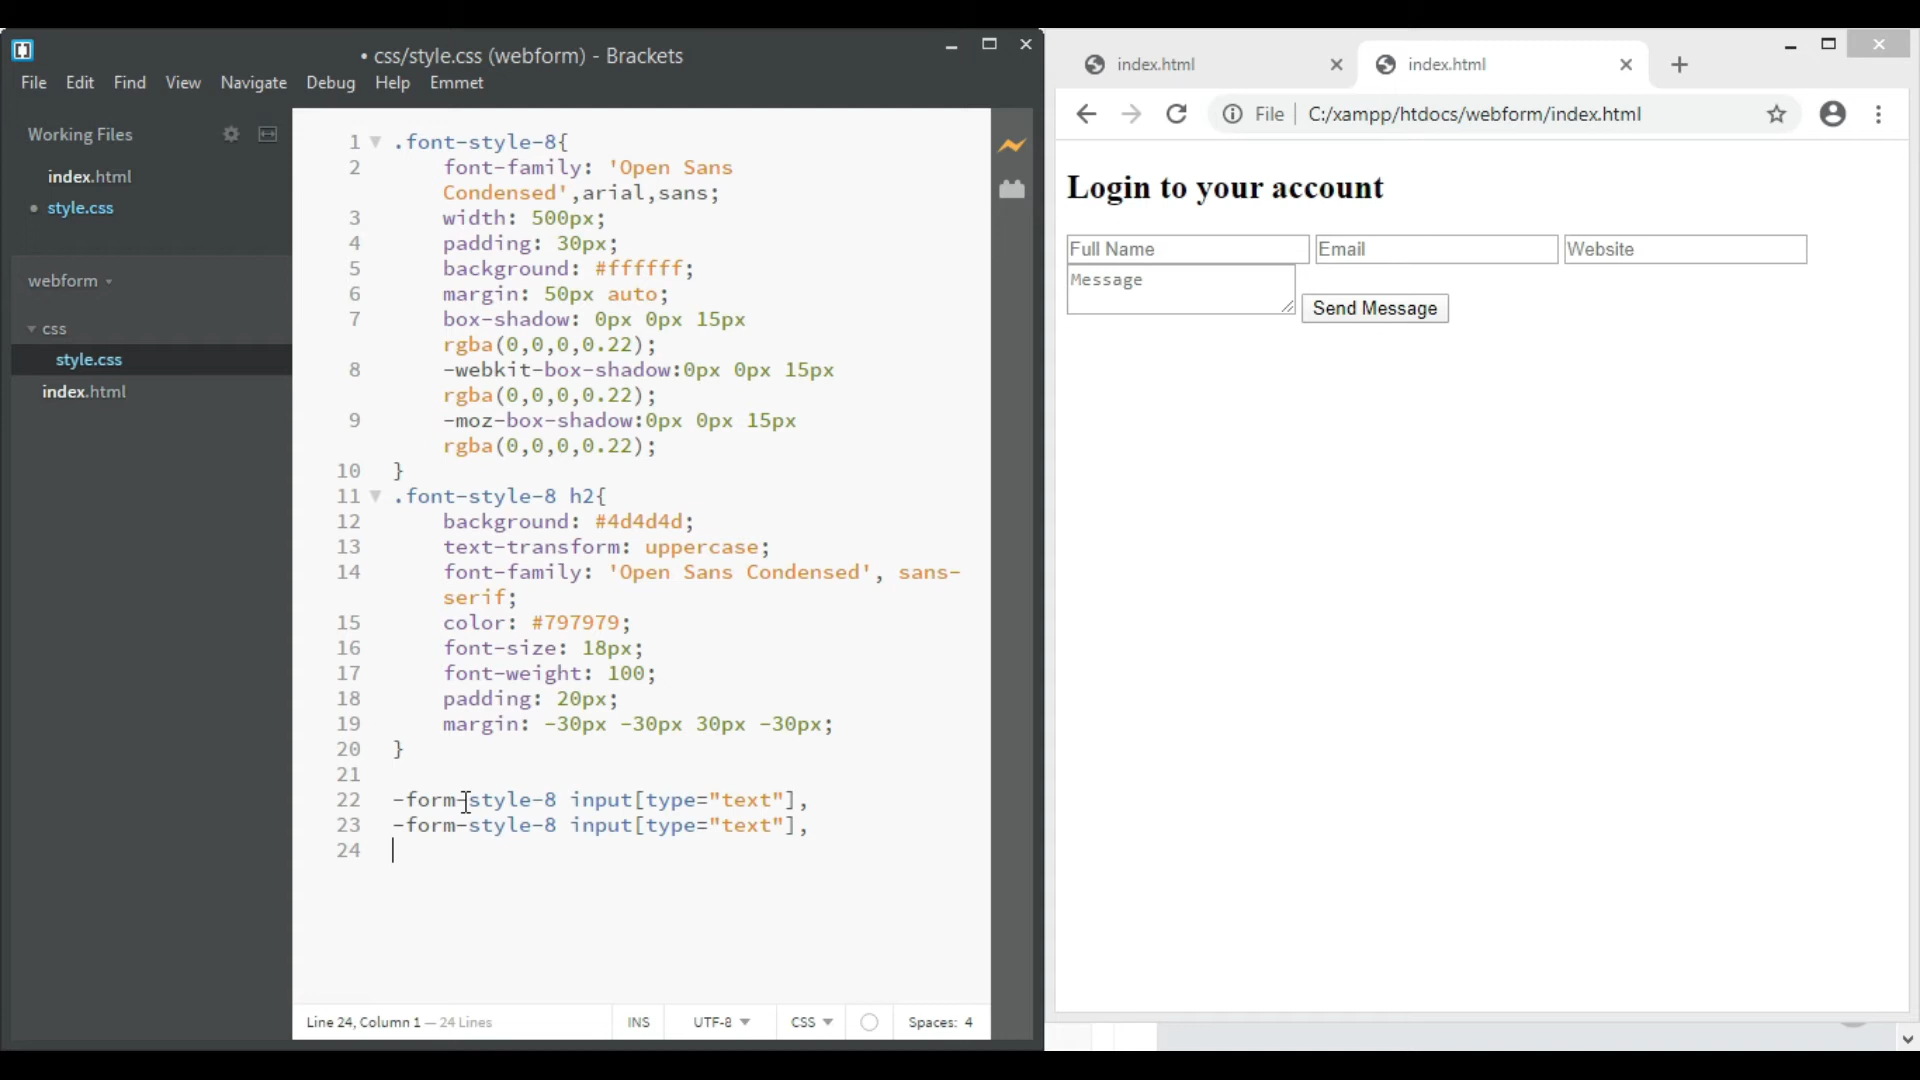 • css/style.css (webform) - Brackets
File Edit Find View Navigate Debug Help Emmet
Working Files
index.html
• style.css
webform
css
style.css
index.html
1 .font-style-8{
2 font-family: 'Open Sans
Condensed',arial,sans;
3 width: 500px;
4 padding: 30px;
5 background: #ffffff;
6 margin: 50px auto;
7 box-shadow: 0px 0px 15px
rgba(0,0,0,0.22);
8 -webkit-box-shadow:0px 0px 15px
rgba(0,0,0,0.22);
9 -moz-box-shadow:0px 0px 15px
rgba(0,0,0,0.22);
10 }
11 .font-style-8 h2{
12 background: #4d4d4d;
13 text-transform: uppercase;
14 font-family: 'Open Sans Condensed', sans-
serif;
15 color: #797979;
16 font-size: 18px;
17 font-weight: 100;
18 padding: 20px;
19 margin: -30px -30px 30px -30px;
20 }
21
22 -form-style-8 input[type="text"],
23 -form-style-8 input[type="text"],
24
Line 24, Column 1 — 24 Lines INS UTF-8 CSS Spaces: 4
index.html index.html
File C:/xampp/htdocs/webform/index.html
Login to your account
Full Name Email Website
Message Send Message